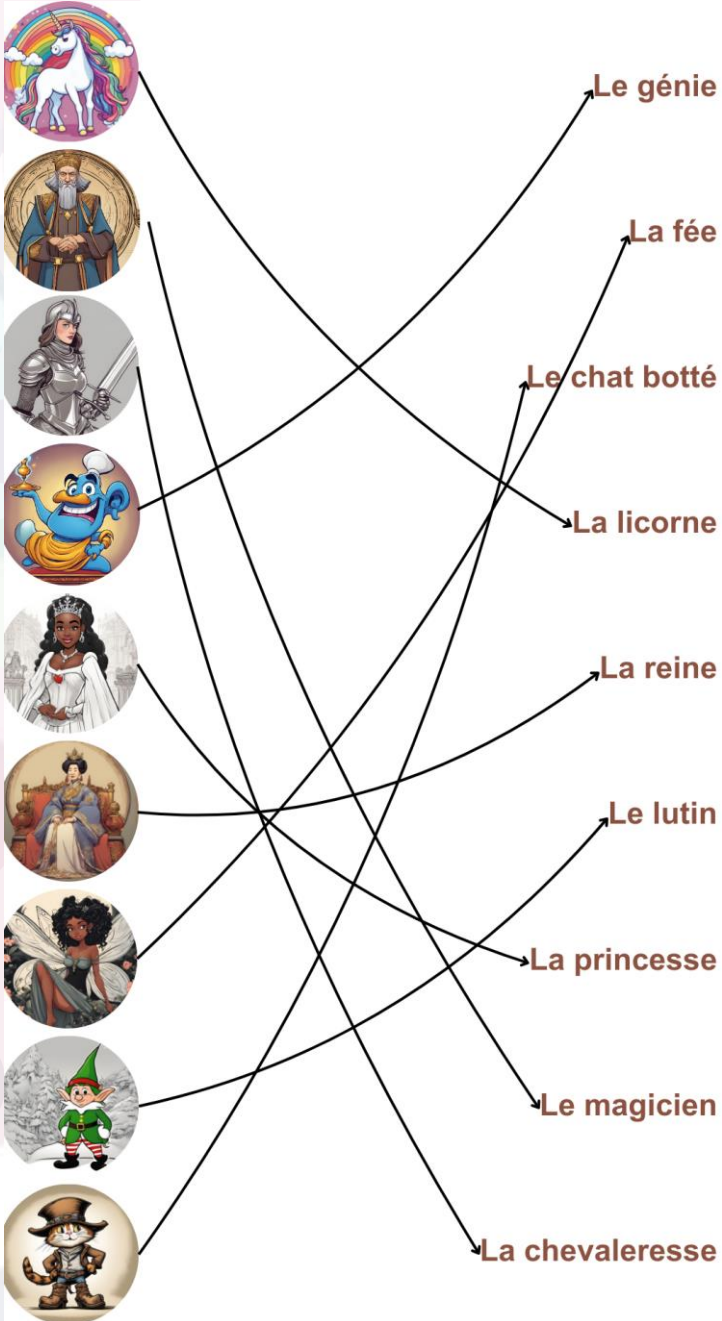 Le génie
La fée
Le chat botté
La licorne
La reine
Le lutin
La princesse
Le magicien
La chevaleresse